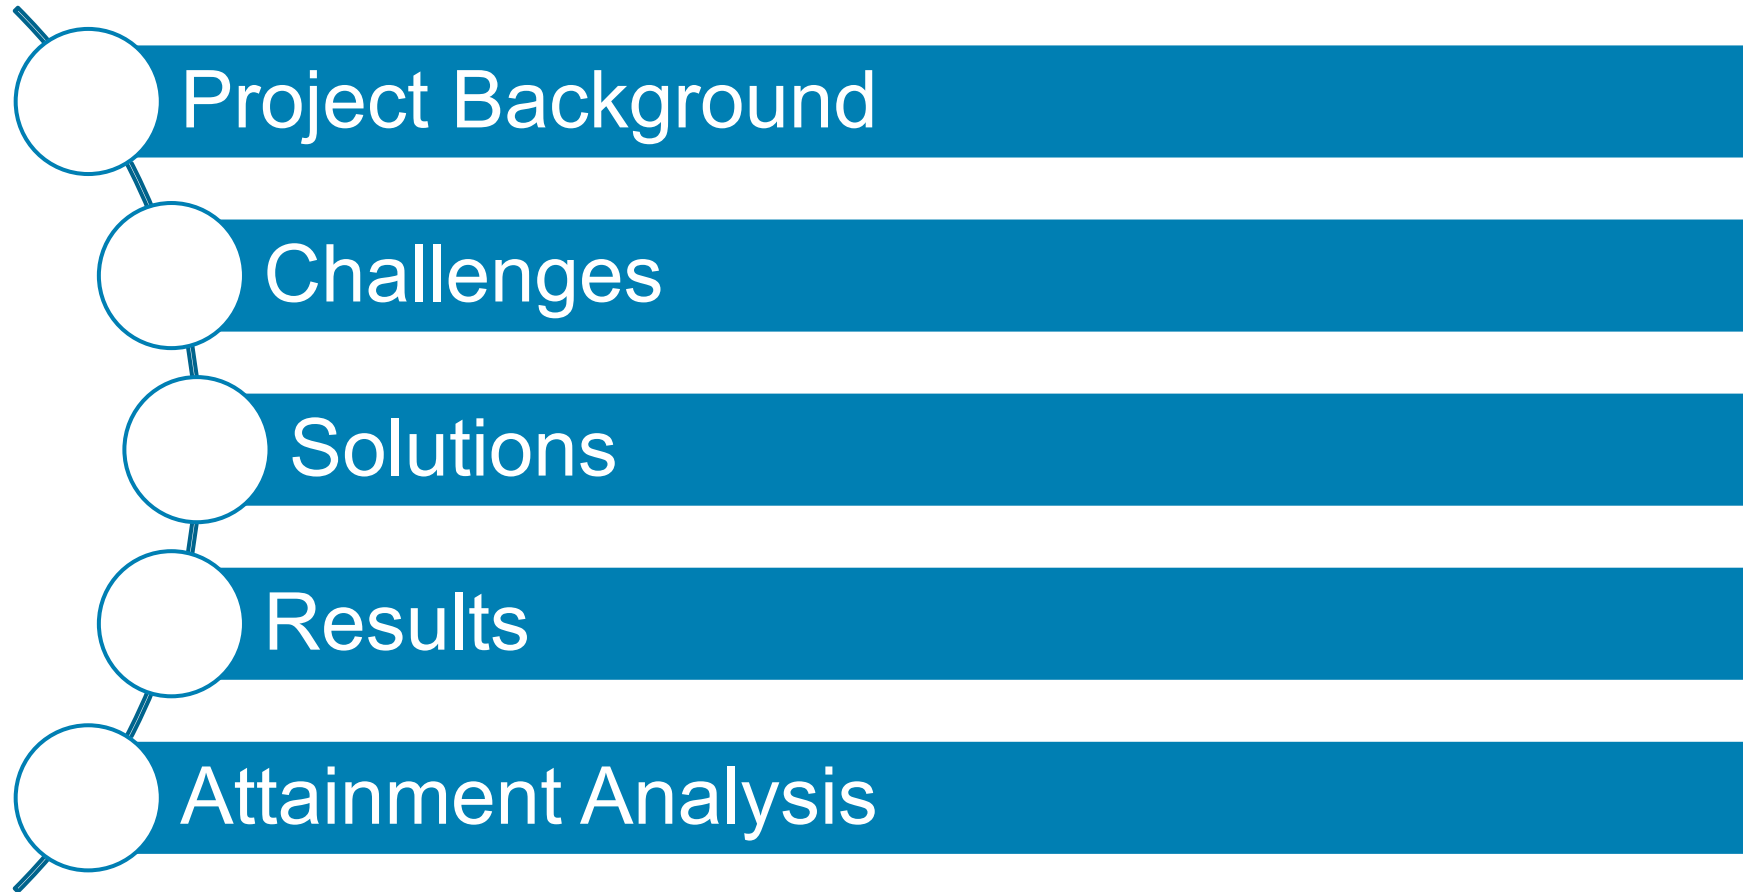 Project Background
Challenges
Solutions
Results
Attainment Analysis